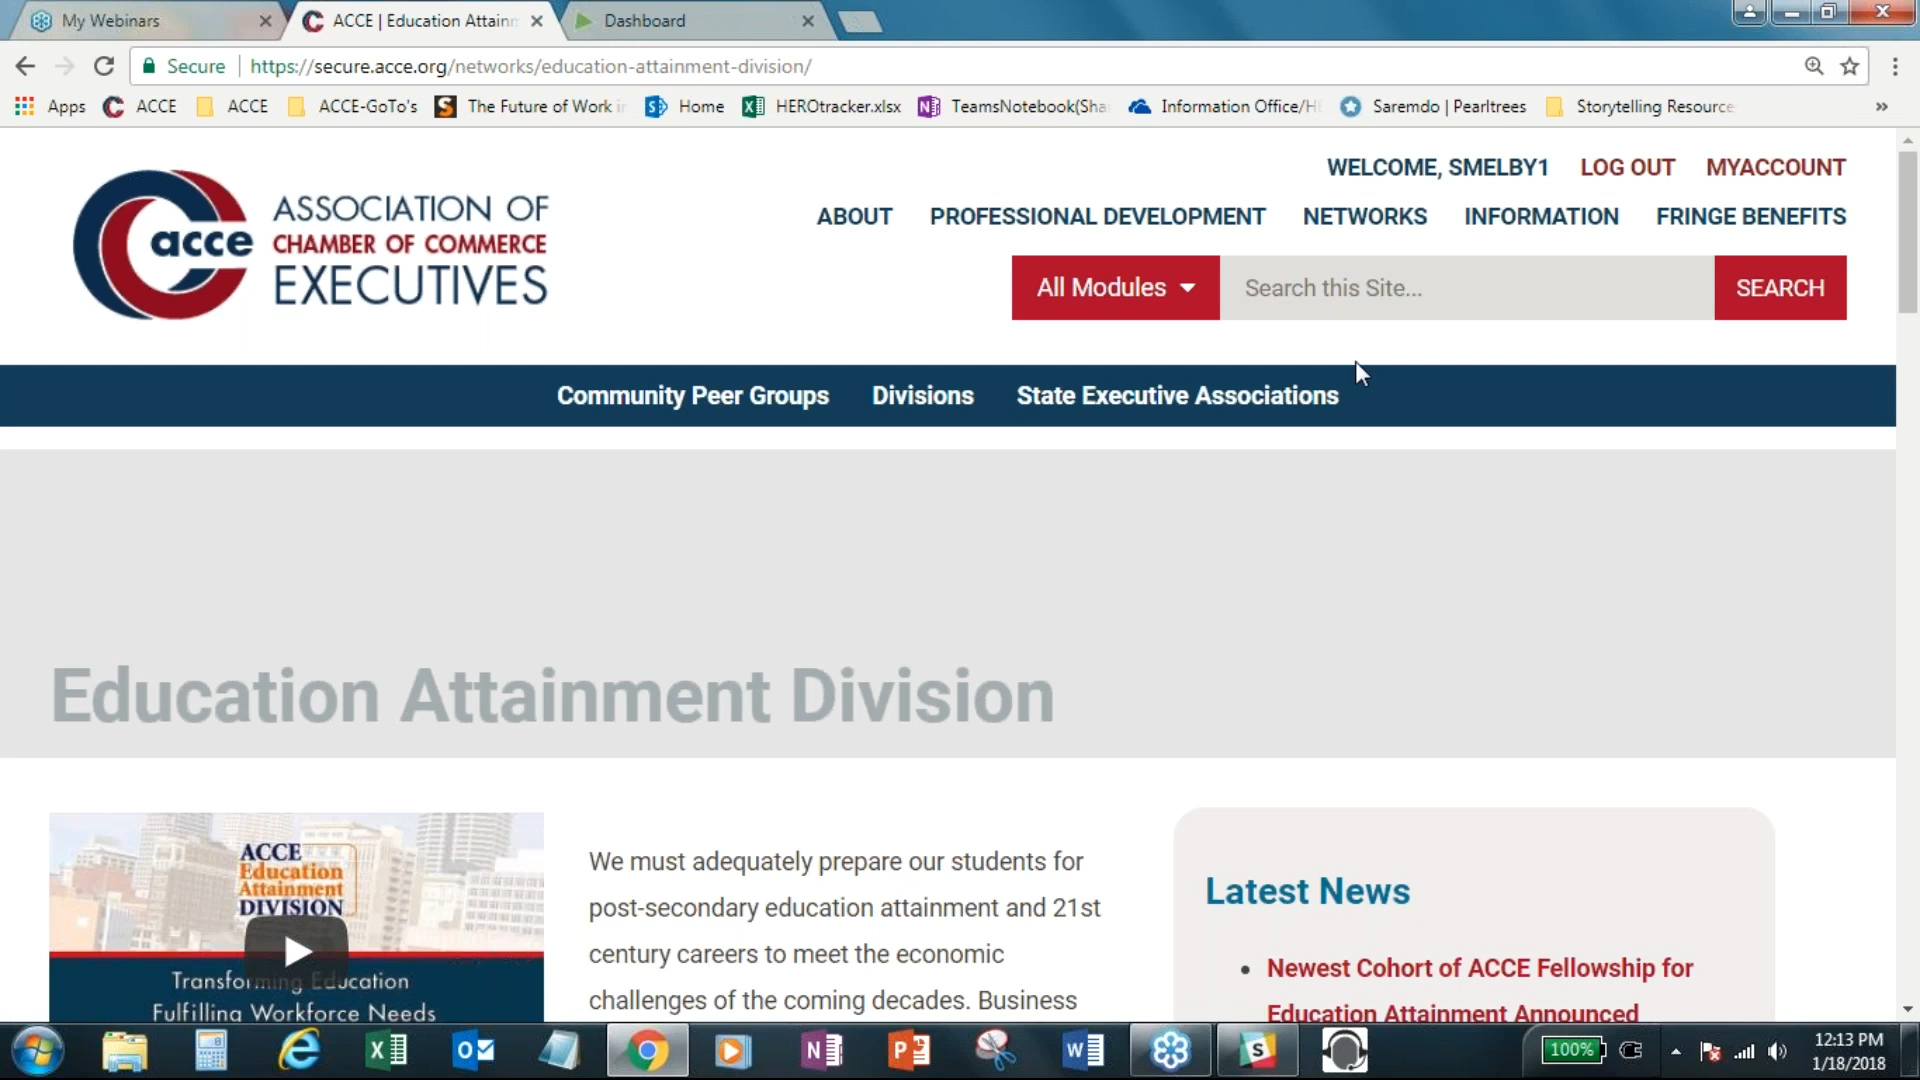 My Webinars
ACCE | Education Attainm
Dashboard
Secure
https://secure.acce.org/networks/education-attainment-division/
Apps
ACCE
ACCE
ACCE-GoTo's
The Future of Work in
Home
HEROtracker.xlsx
TeamsNotebook(Sha
Information Office/H
Saremdo | Pearltrees
Storytelling Resource
»
WELCOME, SMELBY1 LOG OUT MYACCOUNT
ABOUT PROFESSIONAL DEVELOPMENT NETWORKS INFORMATION FRINGE BENEFITS
acce
ASSOCIATION OF
CHAMBER OF COMMERCE
EXECUTIVES
All Modules Search this Site... SEARCH
Community Peer Groups Divisions State Executive Associations
Education Attainment Division
ACCE
Education
Attainment
DIVISION
Transforming Education
Fulfilling Workforce Needs
We must adequately prepare our students for
post-secondary education attainment and 21st
century careers to meet the economic
challenges of the coming decades. Business
Latest News
Newest Cohort of ACCE Fellowship for
Education Attainment Announced
100%
12:13 PM
1/18/2018